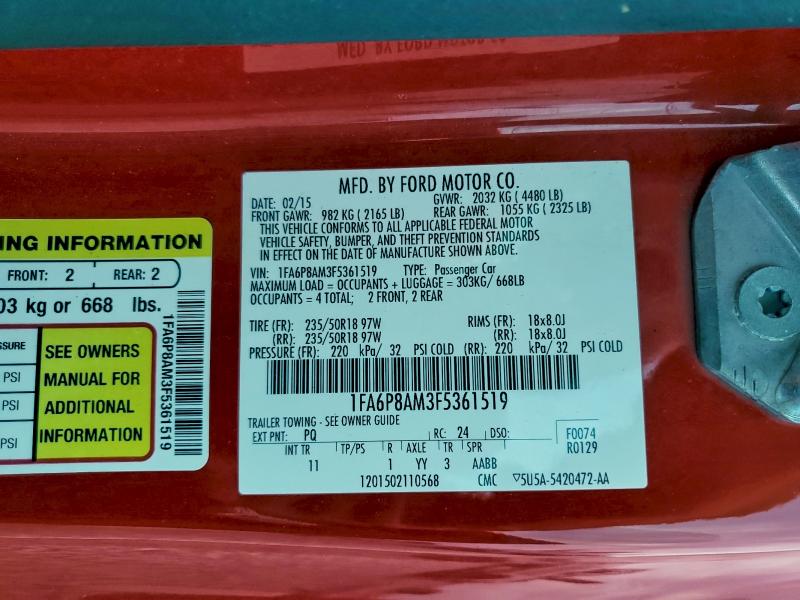 MFD. BY FORD MOTOR CO.
DATE: 02/15 GVWR: 2032 KG ( 4480 LB)
FRONT GAWR: 982 KG ( 2165 LB) REAR GAWR: 1055 KG ( 2325 LB)
THIS VEHICLE CONFORMS TO ALL APPLICABLE FEDERAL MOTOR
VEHICLE SAFETY, BUMPER, AND THEFT PREVENTION STANDARDS
IN EFFECT ON THE DATE OF MANUFACTURE SHOWN ABOVE.
VIN: 1FA6P8AM3F5361519 TYPE: Passenger Car
MAXIMUM LOAD = OCCUPANTS + LUGGAGE = 303KG/ 668LB
OCCUPANTS = 4 TOTAL; 2 FRONT, 2 REAR
TIRE (FR): 235/50R18 97W RIMS (FR): 18x8.0J
(RR): 235/50R18 97W (RR): 18x8.0J
PRESSURE (FR): 220 kPa/ 32 PSI COLD (RR): 220 kPa/ 32 PSI COLD
1FA6P8AM3F5361519
TRAILER TOWING - SEE OWNER GUIDE
EXT PNT: PQ RC: 24 DSO: F0074
INT TR TP/PS R AXLE TR SPR R0129
11 1 YY 3 AABB
1201502110568 CMC 5U5A-5420472-AA
NG INFORMATION
FRONT: 2 REAR: 2
03 kg or 668 lbs.
SSURE
PSI
PSI
PSI
SEE OWNERS
MANUAL FOR
ADDITIONAL
INFORMATION
1FA6P8AM3F5361519